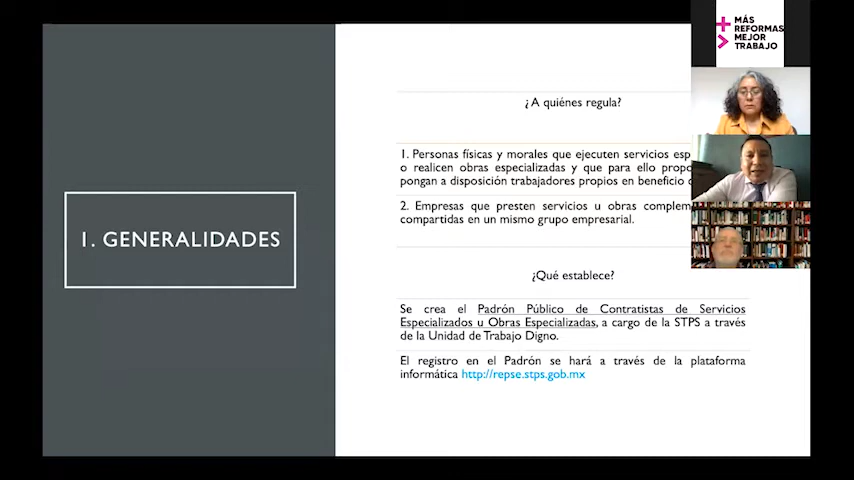 MÁS
REFORMAS
MEJOR
TRABAJO
1. GENERALIDADES
¿A quiénes regula?
1. Personas físicas y morales que ejecuten servicios
o realicen obras especializadas y que para ello
pongan a disposición trabajadores propios en beneficio
2. Empresas que presten servicios u obras
compartidas en un mismo grupo empresarial.
¿Qué establece?
Se crea el Padrón Público de Contratistas de Servicios
Especializados u Obras Especializadas, a cargo de la STPS a través
de la Unidad de Trabajo Digno.
El registro en el Padrón se hará a través de la plataforma
informática http://repse.stps.gob.mx